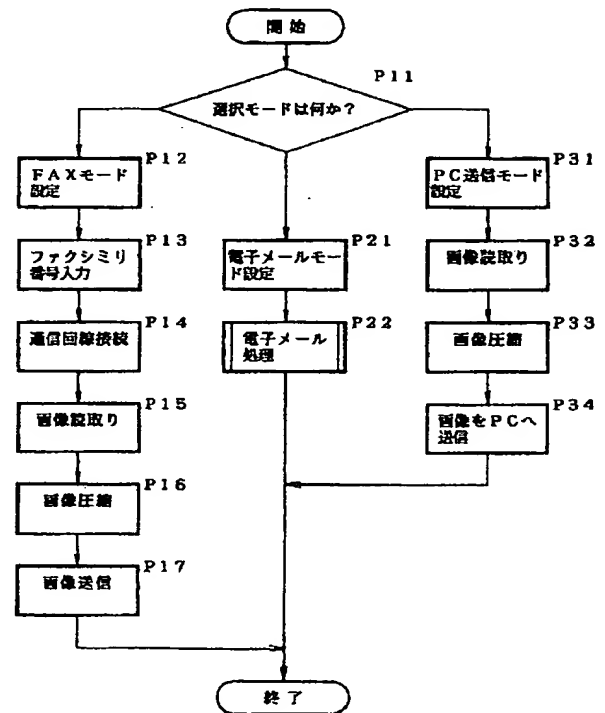 開始
P11
選択モードは何か?
P12
FAXモード
設定
P13
ファクシミリ
番号入力
P14
通信回線接続
P15
画像読取り
P16
画像圧縮
P17
画像送信
P21
電子メールモー
ド設定
P22
電子メール
処理
P31
PC送信モード
設定
P32
画像読取り
P33
画像圧縮
P34
画像をPCへ
送信
終了